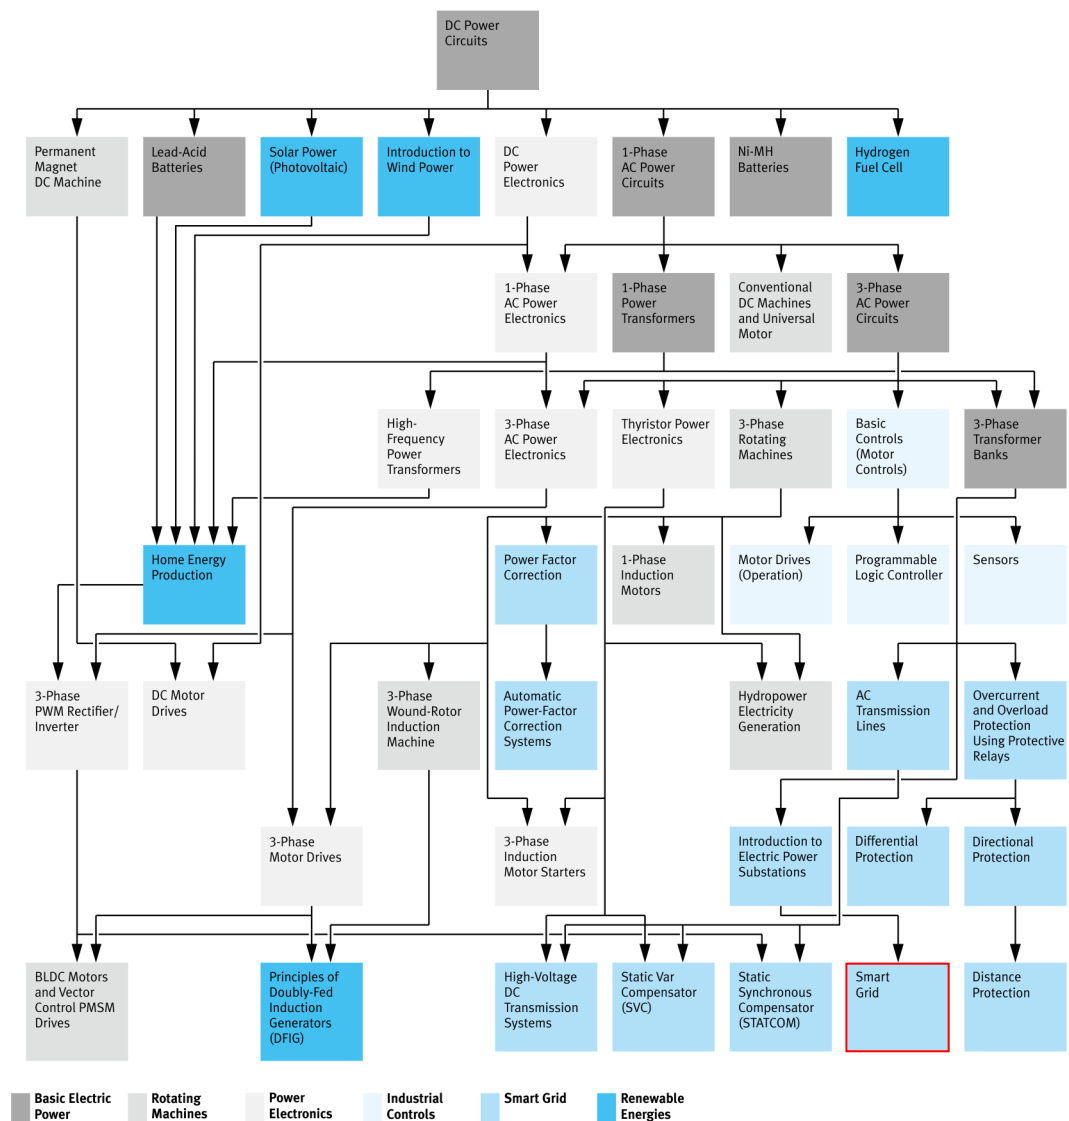 DC Power
Circuits
Permanent
Magnet
DC Machine
Lead-Acid
Batteries
Solar Power
(Photovoltaic)
Introduction to
Wind Power
DC
Power
Electronics
1-Phase
AC Power
Circuits
Ni-MH
Batteries
Hydrogen
Fuel Cell
1-Phase
AC Power
Electronics
1-Phase
Power
Transformers
Conventional
DC Machines
and Universal
Motor
3-Phase
AC Power
Circuits
High-
Frequency
Power
Transformers
3-Phase
AC Power
Electronics
Thyristor Power
Electronics
3-Phase
Rotating
Machines
Basic
Controls
(Motor
Controls)
3-Phase
Transformer
Banks
Home Energy
Production
Power Factor
Correction
1-Phase
Induction
Motors
Motor Drives
(Operation)
Programmable
Logic Controller
Sensors
3-Phase
PWM Rectifier/
Inverter
DC Motor
Drives
3-Phase
Wound-Rotor
Induction
Machine
Automatic
Power-Factor
Correction
Systems
Hydropower
Electricity
Generation
AC
Transmission
Lines
Overcurrent
and Overload
Protection
Using Protective
Relays
3-Phase
Motor Drives
3-Phase
Induction
Motor Starters
Introduction to
Electric Power
Substations
Differential
Protection
Directional
Protection
BLDC Motors
and Vector
Control PMSM
Drives
Principles of
Doubly-Fed
Induction
Generators
(DFIG)
High-Voltage
DC
Transmission
Systems
Static Var
Compensator
(SVC)
Static
Synchronous
Compensator
(STATCOM)
Smart
Grid
Distance
Protection
Basic Electric
Power
Rotating
Machines
Power
Electronics
Industrial
Controls
Smart Grid
Renewable
Energies